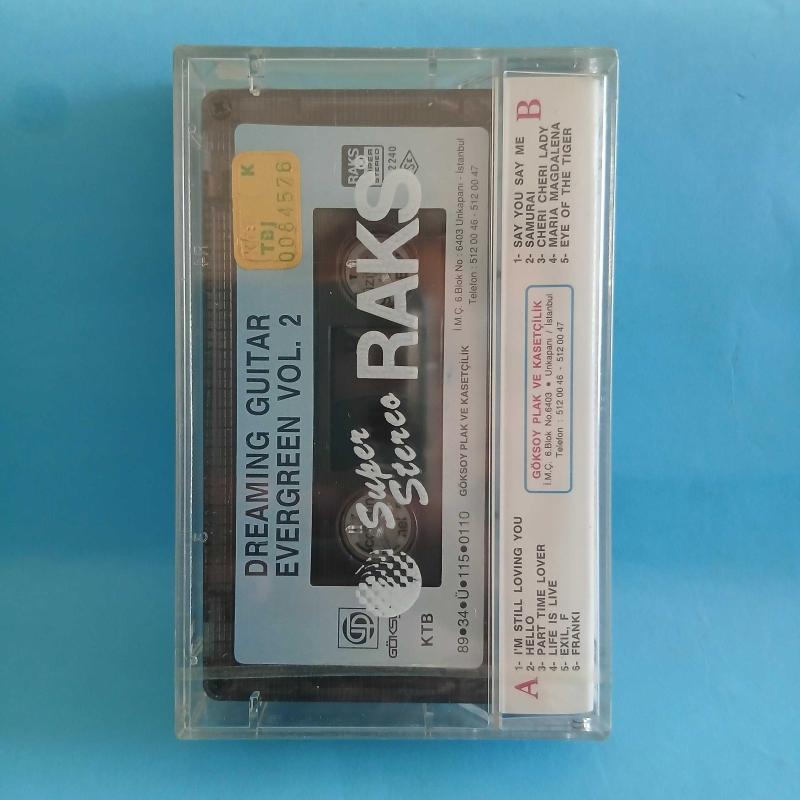 DREAMING GUITAR
EVERGREEN VOL. 2
K
TBJ
0084576
RAKS
STEREO
2240
Super
Stereo
RAKS
GÖKSOY
KTB
89●34●Ü●115●0110
GÖKSOY PLAK VE KASETÇİLİK
İ.M.Ç. 6.Blok No : 6403 Unkapanı - İstanbul
Telefon : 512 00 46 - 512 00 47
A
1- I'M STILL LOVING YOU
2- HELLO
3- PART TIME LOVER
4- LIFE IS LIVE
5- EXIL, F
6- FRANKI
GÖKSOY PLAK VE KASETÇİLİK
İ.M.Ç. 6.Blok No.6403 ● Unkapanı / İstanbul
Telefon : 512 00 46 - 512 00 47
B
1- SAY YOU SAY ME
2- SAMURAI
3- CHERI CHERI LADY
4- MARIA MAGDALENA
5- EYE OF THE TIGER